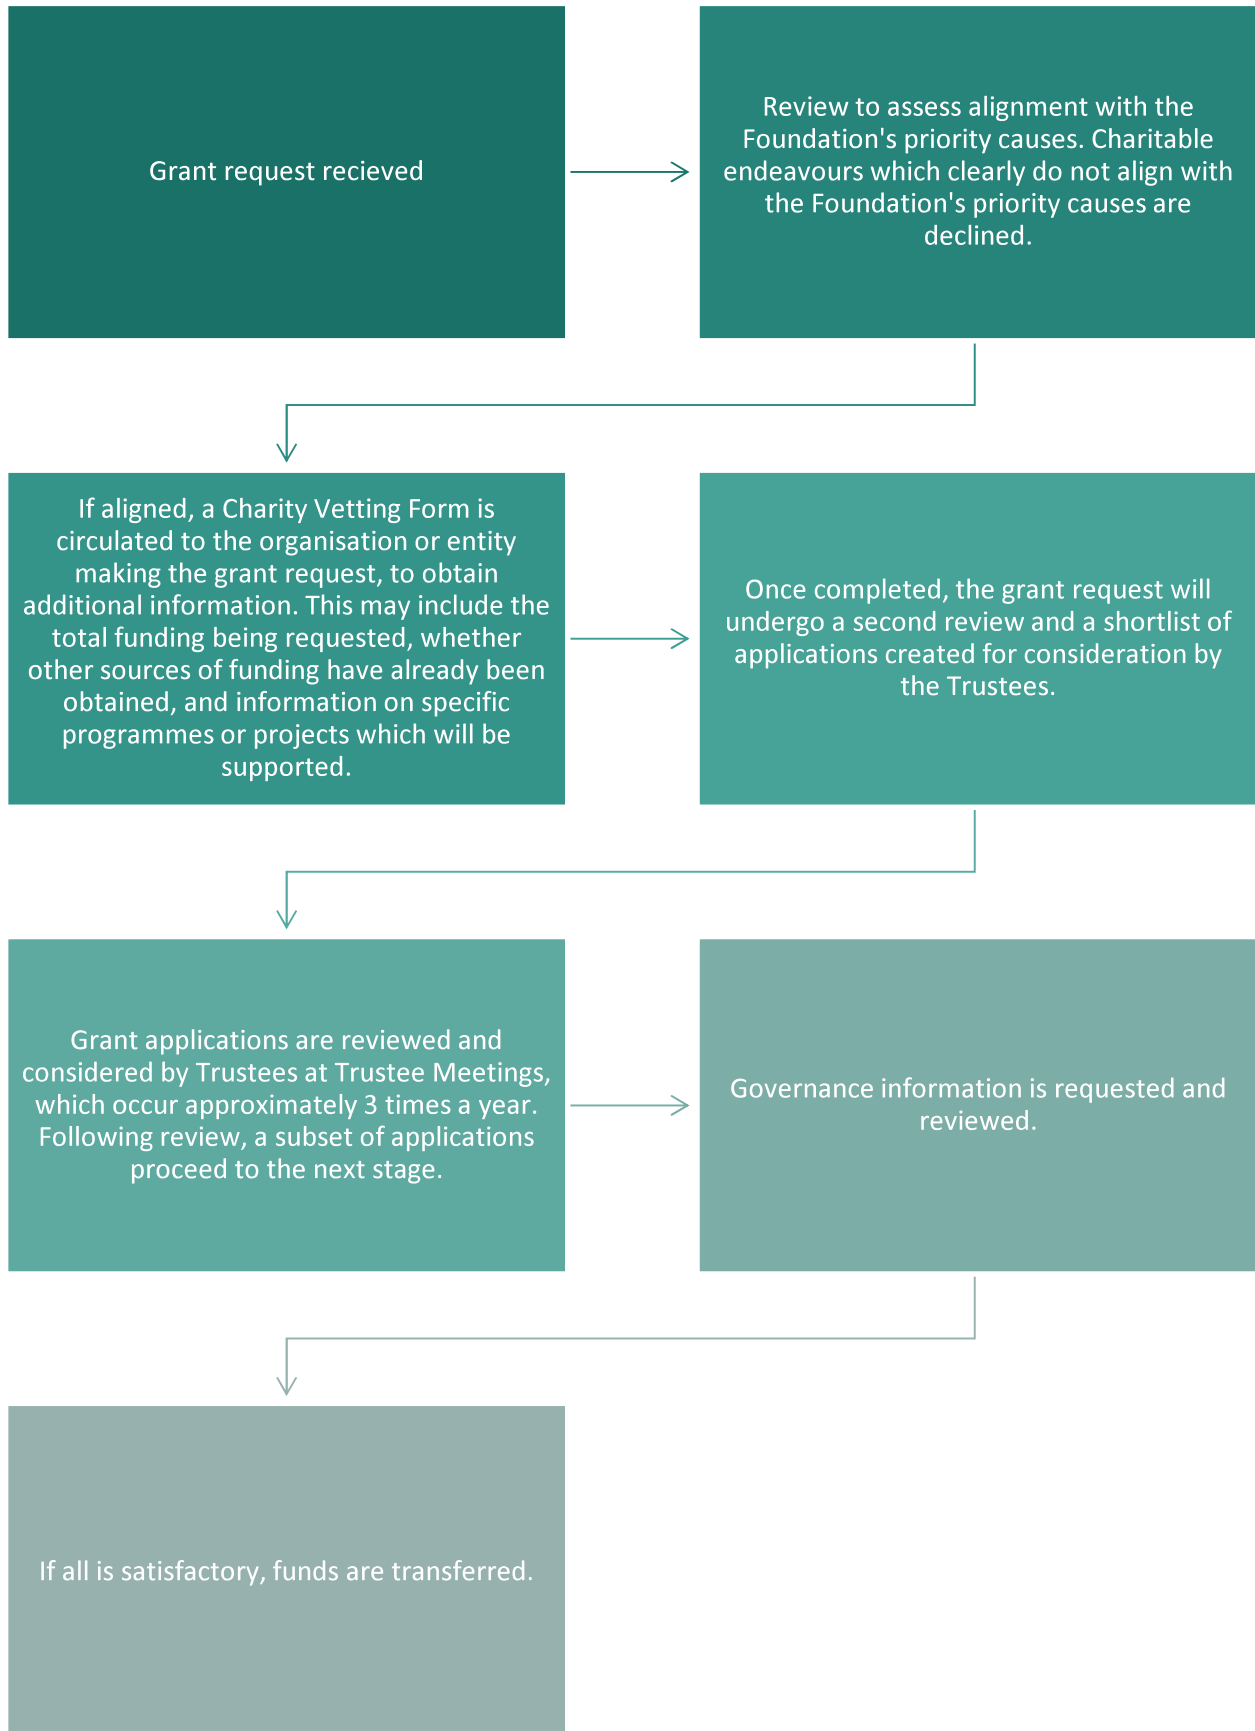 Grant request recieved
Review to assess alignment with the
Foundation's priority causes. Charitable
endeavours which clearly do not align with
the Foundation's priority causes are
declined.
If aligned, a Charity Vetting Form is
circulated to the organisation or entity
making the grant request, to obtain
additional information. This may include the
total funding being requested, whether
other sources of funding have already been
obtained, and information on specific
programmes or projects which will be
supported.
Once completed, the grant request will
undergo a second review and a shortlist of
applications created for consideration by
the Trustees.
Grant applications are reviewed and
considered by Trustees at Trustee Meetings,
which occur approximately 3 times a year.
Following review, a subset of applications
proceed to the next stage.
Governance information is requested and
reviewed.
If all is satisfactory, funds are transferred.